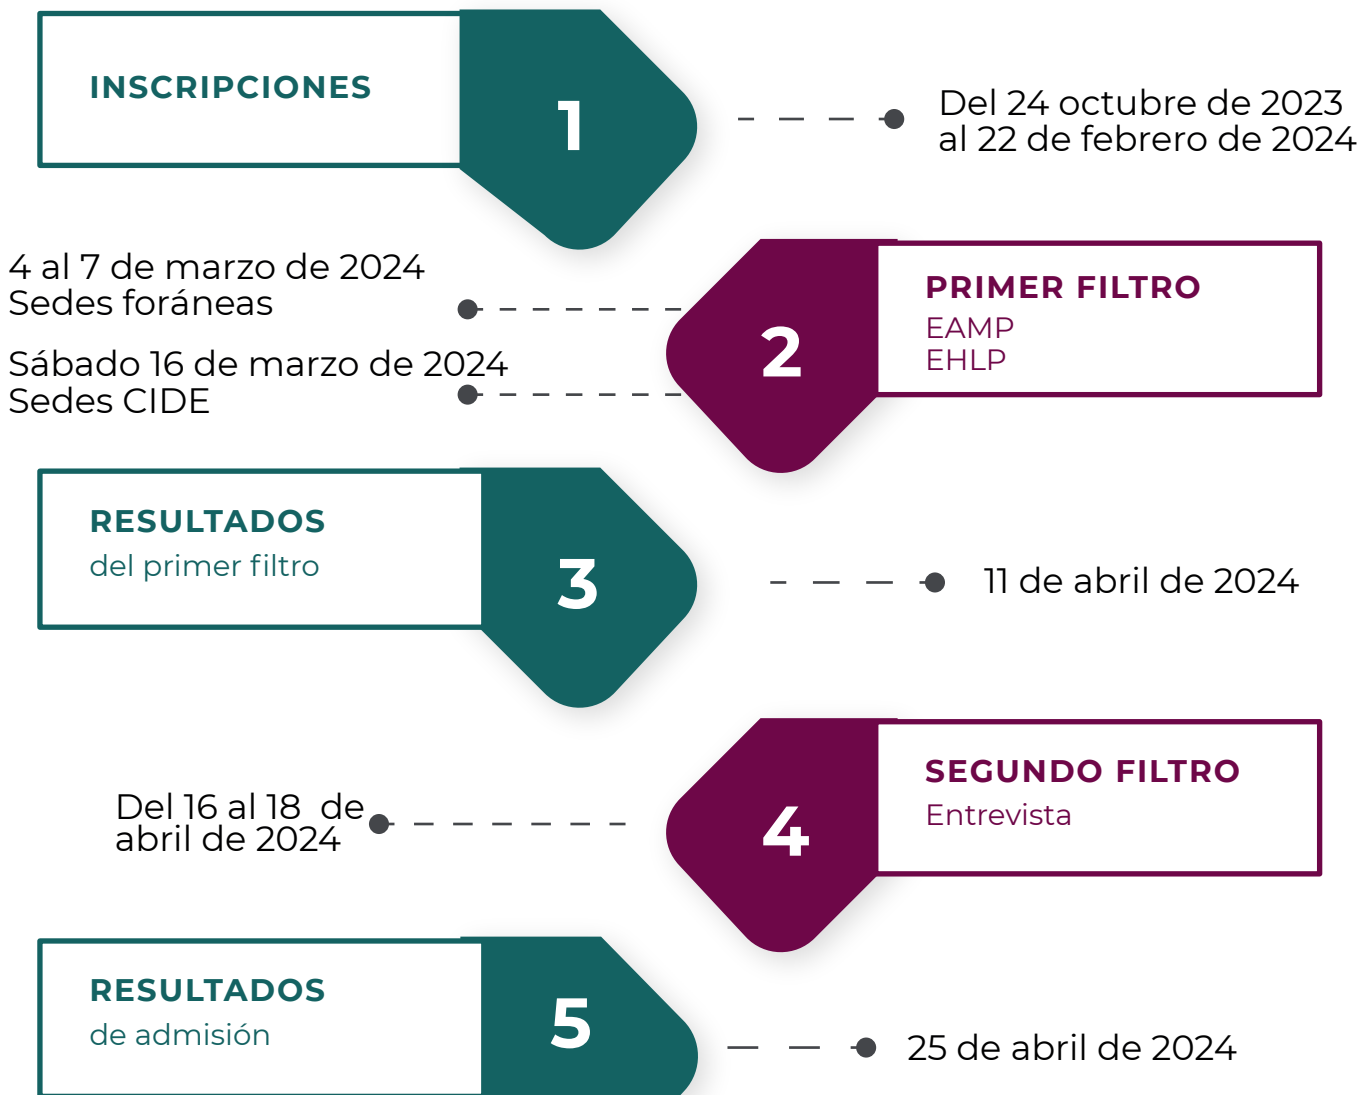 INSCRIPCIONES
1
Del 24 octubre de 2023
al 22 de febrero de 2024
4 al 7 de marzo de 2024
Sedes foráneas
Sábado 16 de marzo de 2024
Sedes CIDE
2
PRIMER FILTRO
EAMP
EHLP
RESULTADOS
del primer filtro
3
11 de abril de 2024
Del 16 al 18 de
abril de 2024
4
SEGUNDO FILTRO
Entrevista
RESULTADOS
de admisión
5
25 de abril de 2024